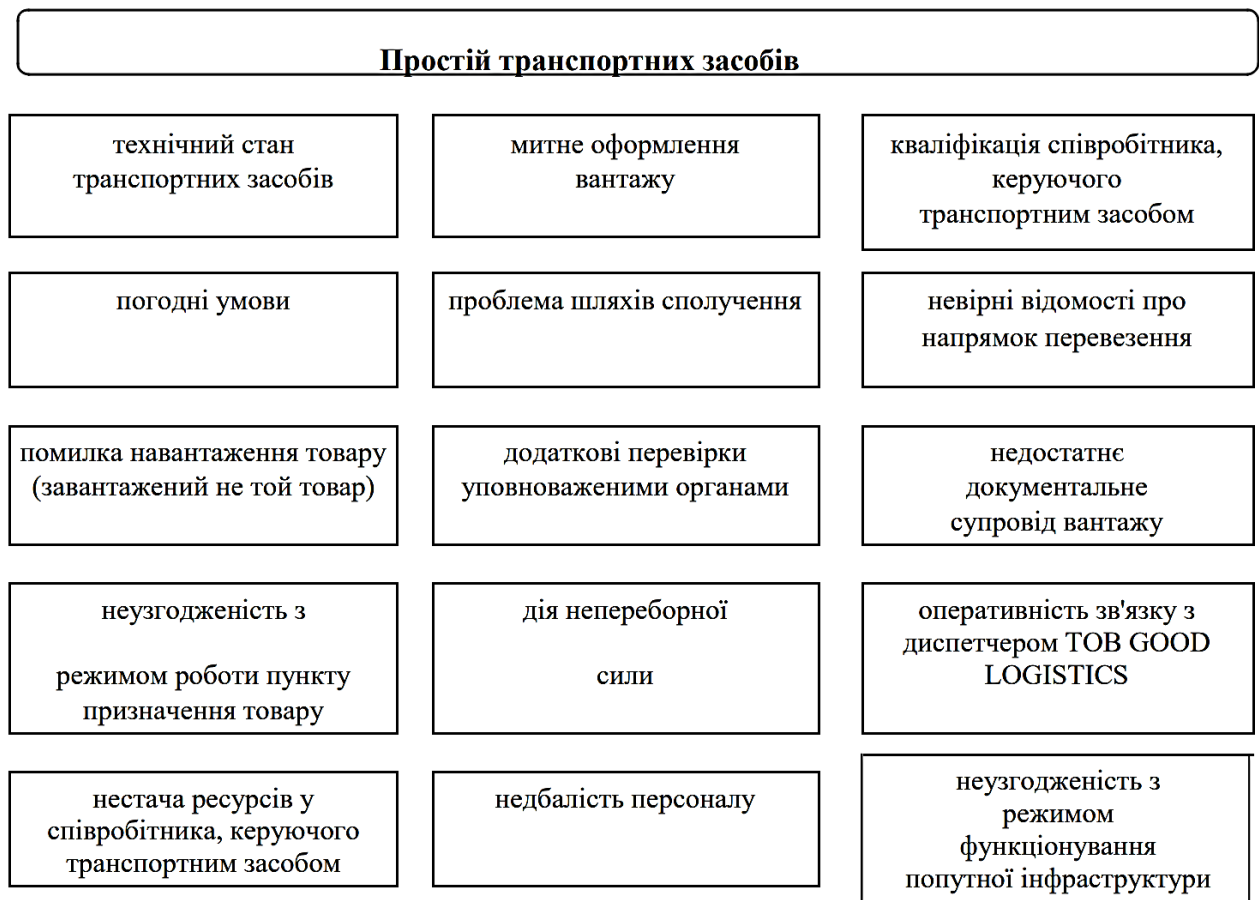 Простій транспортних засобів
технічний стан
транспортних засобів
митне оформлення
вантажу
кваліфікація співробітника,
керуючого
транспортним засобом
погодні умови
проблема шляхів сполучення
невірні відомості про
напрямок перевезення
помилка навантаження товару
(завантажений не той товар)
додаткові перевірки
уповноваженими органами
недостатнє
документальне
супровід вантажу
неузгодженість з
режимом роботи пункту
призначення товару
дія непереборної
сили
оперативність зв'язку з
диспетчером ТОВ GOOD
LOGISTICS
нестача ресурсів у
співробітника, керуючого
транспортним засобом
недбалість персоналу
неузгодженість з
режимом
функціонування
попутної інфраструктури